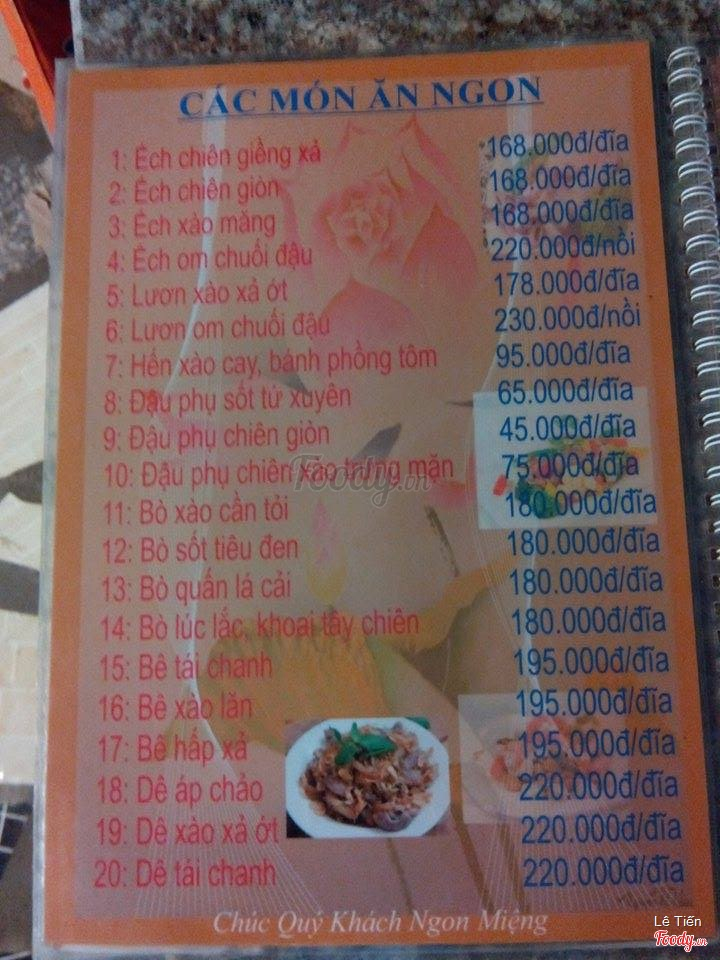 CÁC MÓN ĂN NGON
1: Ếch chiên giềng xả 168.000đ/đĩa
2: Ếch chiên giòn 168.000đ/đĩa
3: Ếch xào măng 168.000đ/đĩa
4: Ếch om chuối đậu 220.000đ/nồi
5: Lươn xào xả ớt 178.000đ/đĩa
6: Lươn om chuối đậu 230.000đ/nồi
7: Hến xào cay, bánh phồng tôm 95.000đ/đĩa
8: Đậu phụ sốt tứ xuyên 65.000đ/đĩa
9: Đậu phụ chiên giòn 45.000đ/đĩa
10: Đậu phụ chiên xào trứng mặn 75.000đ/đĩa
Foody.vn
11: Bò xào cần tỏi 180.000đ/đĩa
12: Bò sốt tiêu đen 180.000đ/đĩa
13: Bò quấn lá cải 180.000đ/đĩa
14: Bò lúc lắc, khoai tây chiên 180.000đ/đĩa
15: Bê tái chanh 195.000đ/đĩa
16: Bê xào lăn 195.000đ/đĩa
17: Bê hấp xả 195.000đ/đĩa
18: Dê áp chảo 220.000đ/đĩa
19: Dê xào xả ớt 220.000đ/đĩa
20: Dê tái chanh 220.000đ/đĩa
Chúc Quý Khách Ngon Miệng
Lê Tiến
Foody.vn